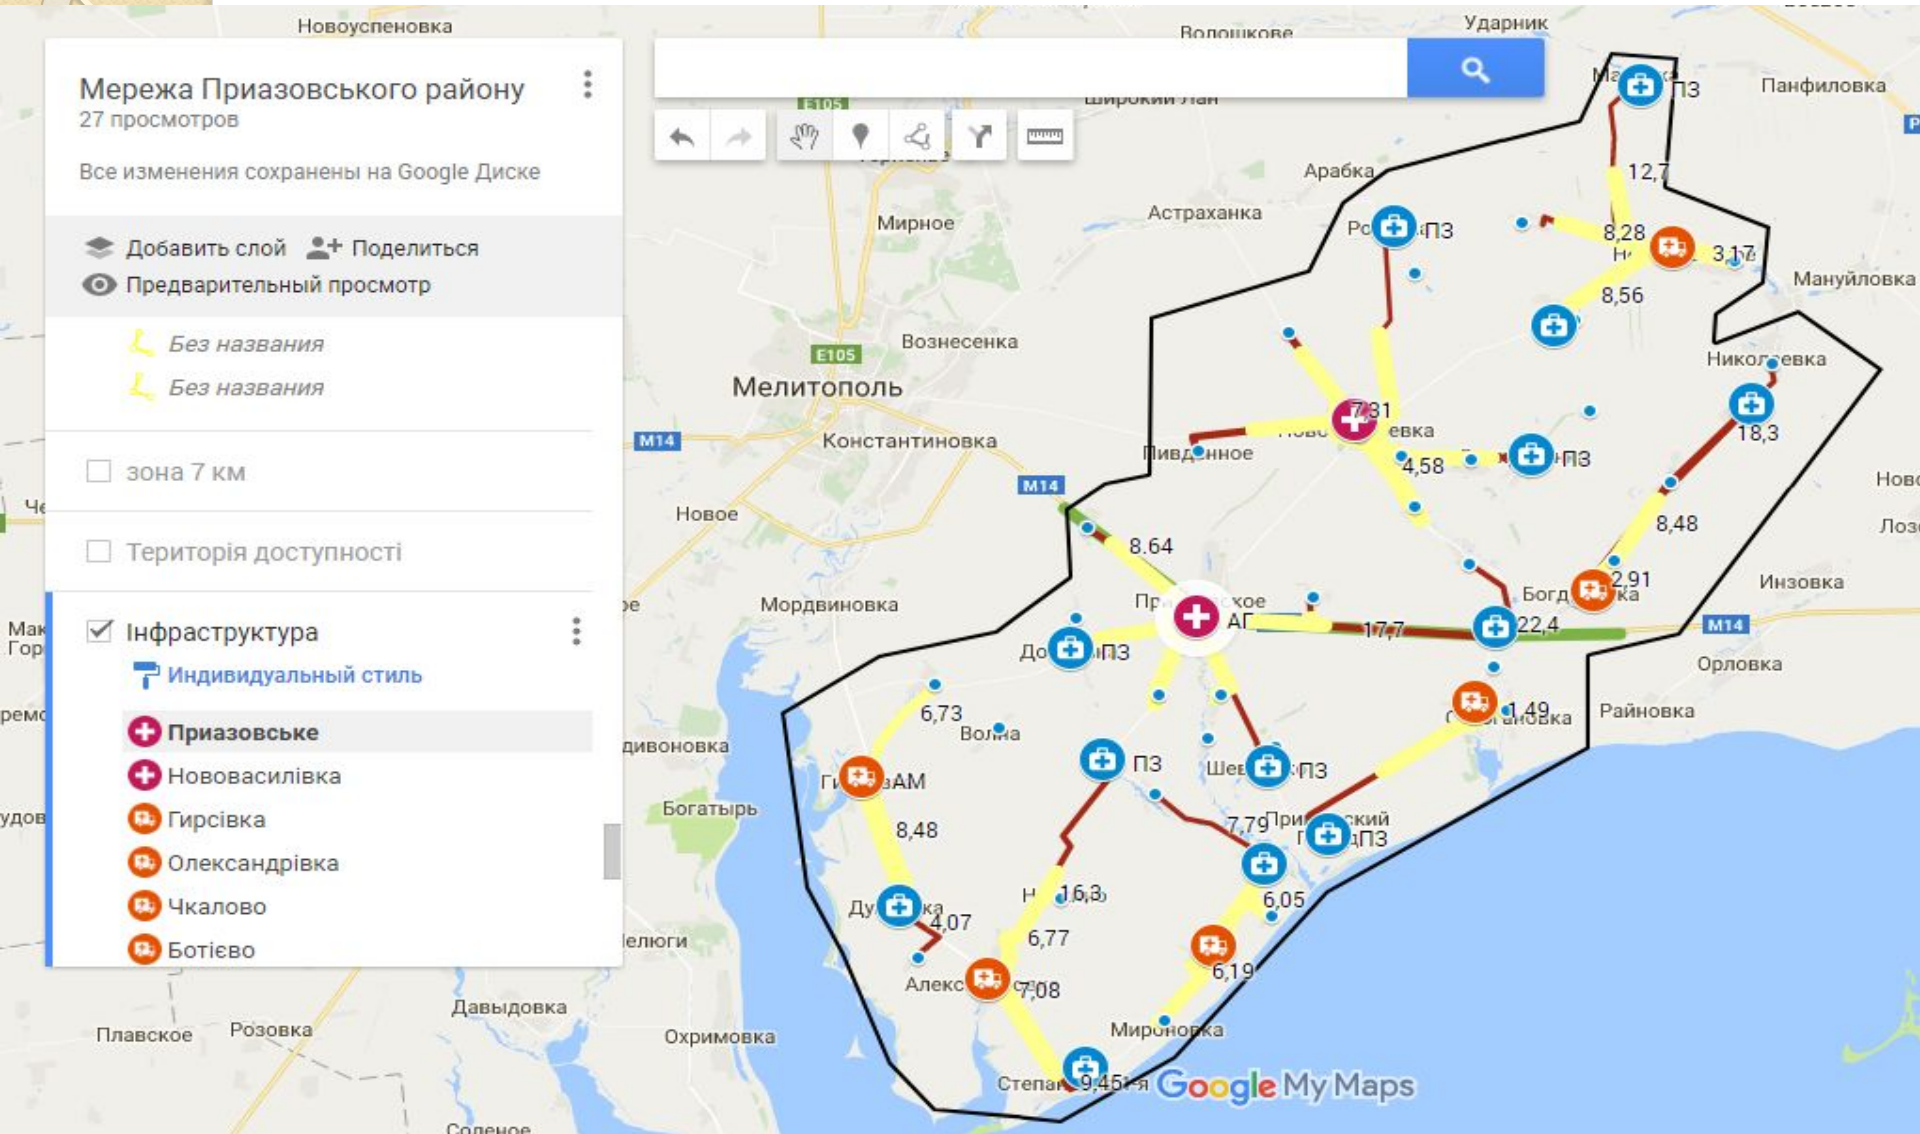 Новоуспеновка
Ударник
Волошкове
Мережа Приазовського району
27 просмотров
Все изменения сохранены на Google Диске
Добавить слой
Поделиться
Предварительный просмотр
Без названия
Без названия
зона 7 км
Територія доступності
Інфраструктура
Индивидуальный стиль
Приазовське
Нововасилівка
Гирсівка
Олександрівка
Чкалово
Ботієво
E105
Широкий Лан
ПЗ
Панфиловка
12,7
Арабка
Астраханка
Мирное
ПЗ
8,28
3,17
Мануйловка
8,56
Вознесенка
E105
Николаевка
Мелитополь
7,31
евка
18,3
M14
Константиновка
Пивденное
4,58
ПЗ
M14
Новое
8,48
8.64
2,91
Инзовка
Мордвиновка
АГ
17,7
22,4
M14
ПЗ
Орловка
6,73
1,49
Райновка
Волна
дивоновка
ПЗ
ПЗ
АМ
Богатырь
8,48
7,79
ПЗ
16,3
6,05
4,07
6,77
елюги
6,19
7,08
Давыдовка
Плавское
Розовка
Охримовка
Мироновка
9,45
Google My Maps
Соленое